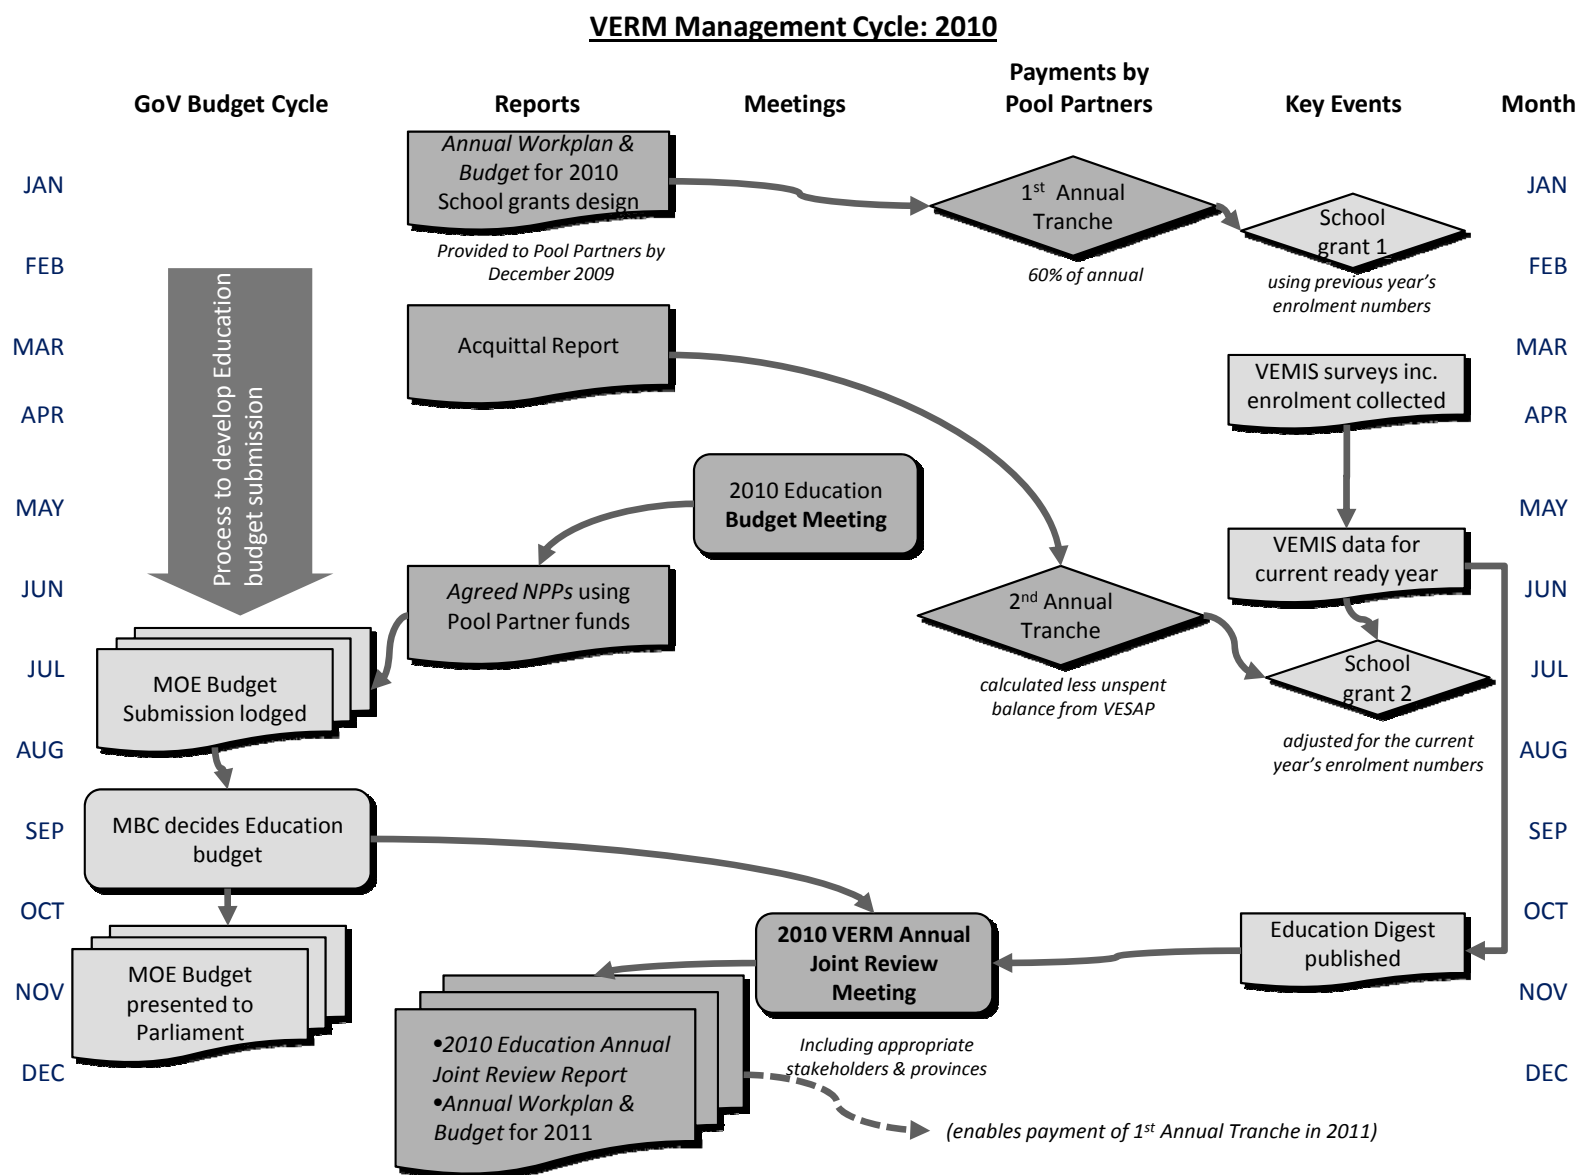 VERM Management Cycle: 2010
GoV Budget Cycle
Reports
Meetings
Payments by
Pool Partners
Key Events
Month
JAN
FEB
MAR
APR
MAY
JUN
JUL
AUG
SEP
OCT
NOV
DEC
Process to develop Education
budget submission
MOE Budget
Submission lodged
MBC decides Education
budget
MOE Budget
presented to
Parliament
Annual Workplan &
Budget for 2010
School grants design
Provided to Pool Partners by
December 2009
Acquittal Report
Agreed NPPs using
Pool Partner funds
•2010 Education Annual
Joint Review Report
•Annual Workplan &
Budget for 2011
2010 Education
Budget Meeting
2010 VERM Annual
Joint Review
Meeting
Including appropriate
stakeholders & provinces
1st Annual
Tranche
60% of annual
2nd Annual
Tranche
calculated less unspent
balance from VESAP
(enables payment of 1st Annual Tranche in 2011)
School
grant 1
using previous year's
enrolment numbers
VEMIS surveys inc.
enrolment collected
VEMIS data for
current ready year
School
grant 2
adjusted for the current
year's enrolment numbers
Education Digest
published
JAN
FEB
MAR
APR
MAY
JUN
JUL
AUG
SEP
OCT
NOV
DEC